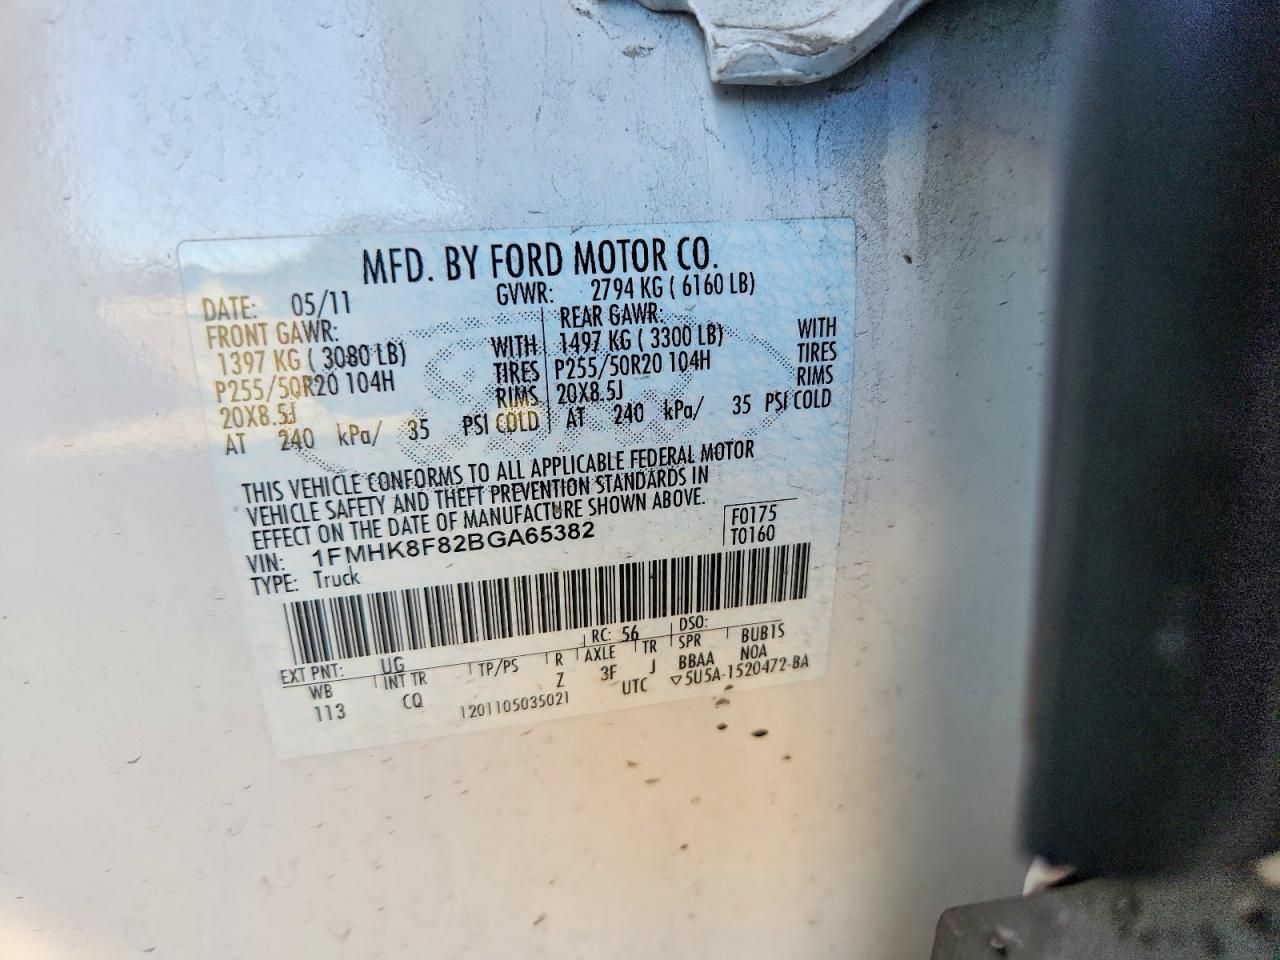 MFD. BY FORD MOTOR CO.
DATE: 05/11 GVWR: 2794 KG ( 6160 LB)
FRONT GAWR: REAR GAWR:
1397 KG ( 3080 LB) WITH 1497 KG ( 3300 LB) WITH
P255/50R20 104H TIRES P255/50R20 104H TIRES
20X8.5J RIMS 20X8.5J RIMS
AT 240 kPa/ 35 PSI COLD AT 240 kPa/ 35 PSI COLD
THIS VEHICLE CONFORMS TO ALL APPLICABLE FEDERAL MOTOR
VEHICLE SAFETY AND THEFT PREVENTION STANDARDS IN
EFFECT ON THE DATE OF MANUFACTURE SHOWN ABOVE.
VIN: 1FMHK8F82BGA65382 F0175
TYPE: Truck T0160
EXT PNT: UG RC: 56 DSO:
WB INT TR TP/PS R AXLE TR SPR BUB1S
113 CQ Z 3F J BBAA NOA
1201105035021 UTC ▽5U5A-1520472-BA